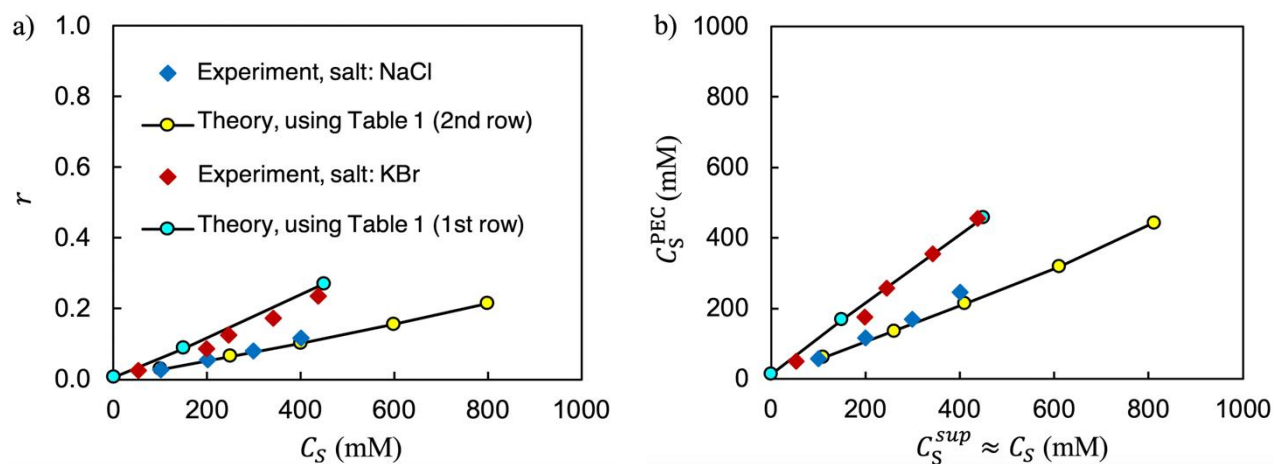 a)
1.0
0.8
0.6
0.4
0.2
0.0
r
Experiment, salt: NaCl
Theory, using Table 1 (2nd row)
Experiment, salt: KBr
Theory, using Table 1 (1st row)
0 200 400 600 800 1000
C_S (mM)
b)
1000
800
600
400
200
0
C_S^PEC (mM)
0 200 400 600 800 1000
C_S^sup ≈ C_S (mM)